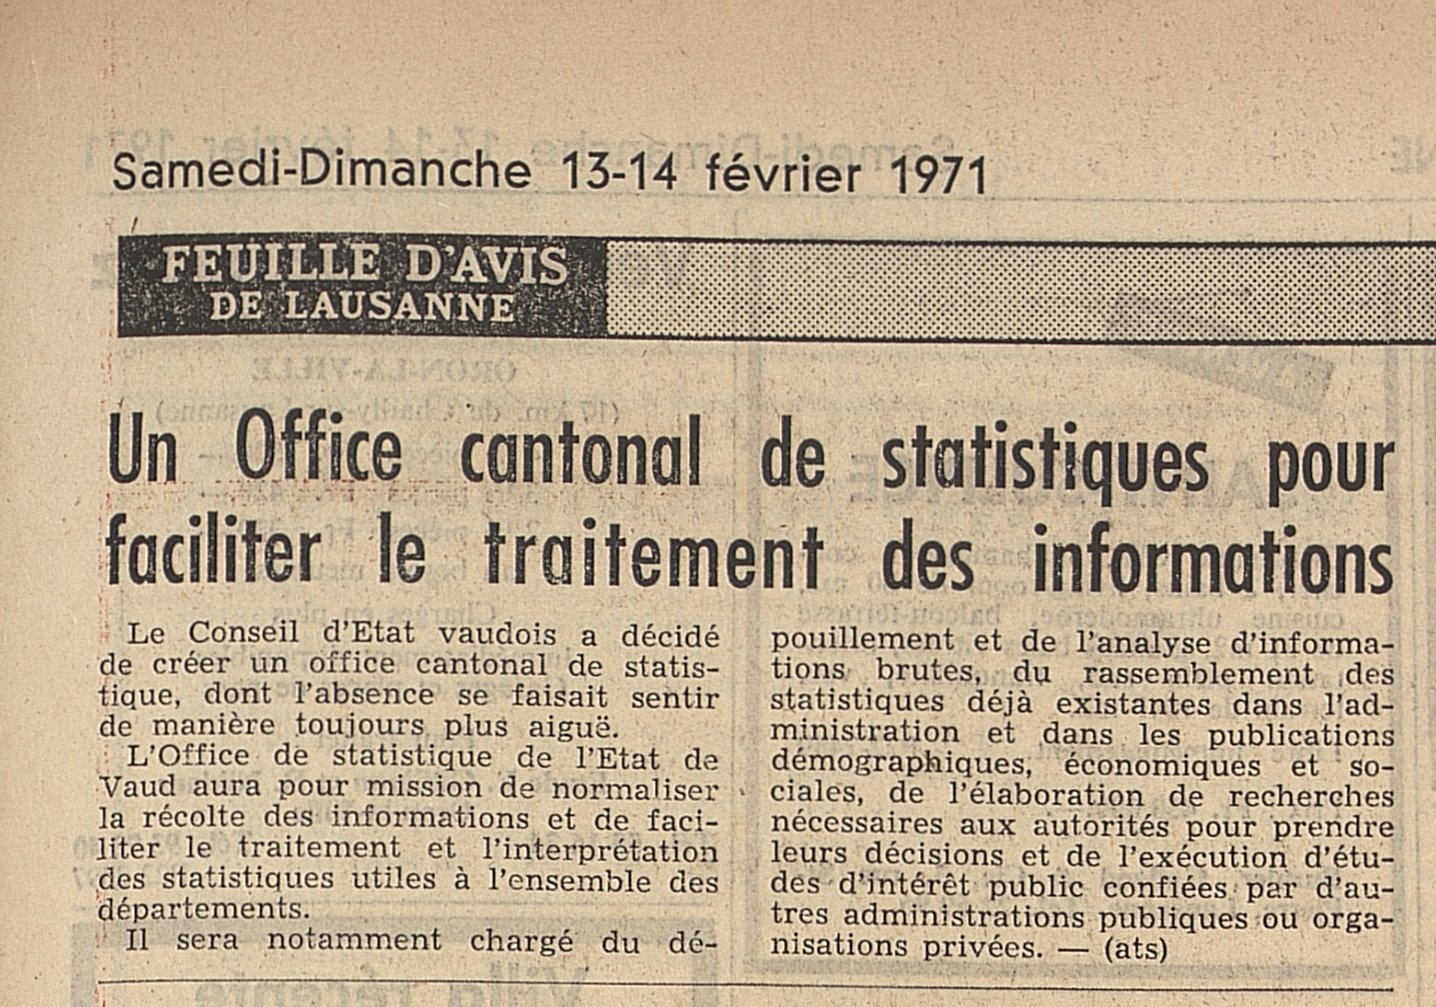 Samedi-Dimanche 13-14 février 1971
FEUILLE D'AVIS
DE LAUSANNE
Un Office cantonal de statistiques pour
faciliter le traitement des informations
Le Conseil d'Etat vaudois a décidé
de créer un office cantonal de statis-
tique, dont l'absence se faisait sentir
de manière toujours plus aiguë.
L'Office de statistique de l'Etat de
Vaud aura pour mission de normaliser
la récolte des informations et de faci-
liter le traitement et l'interprétation
des statistiques utiles à l'ensemble des
départements.
Il sera notamment chargé du dé-
pouillement et de l'analyse d'informa-
tions brutes, du rassemblement des
statistiques déjà existantes dans l'ad-
ministration et dans les publications
démographiques, économiques et so-
ciales, de l'élaboration de recherches
nécessaires aux autorités pour prendre
leurs décisions et de l'exécution d'étu-
des d'intérêt public confiées par d'au-
tres administrations publiques ou orga-
nisations privées. — (ats)